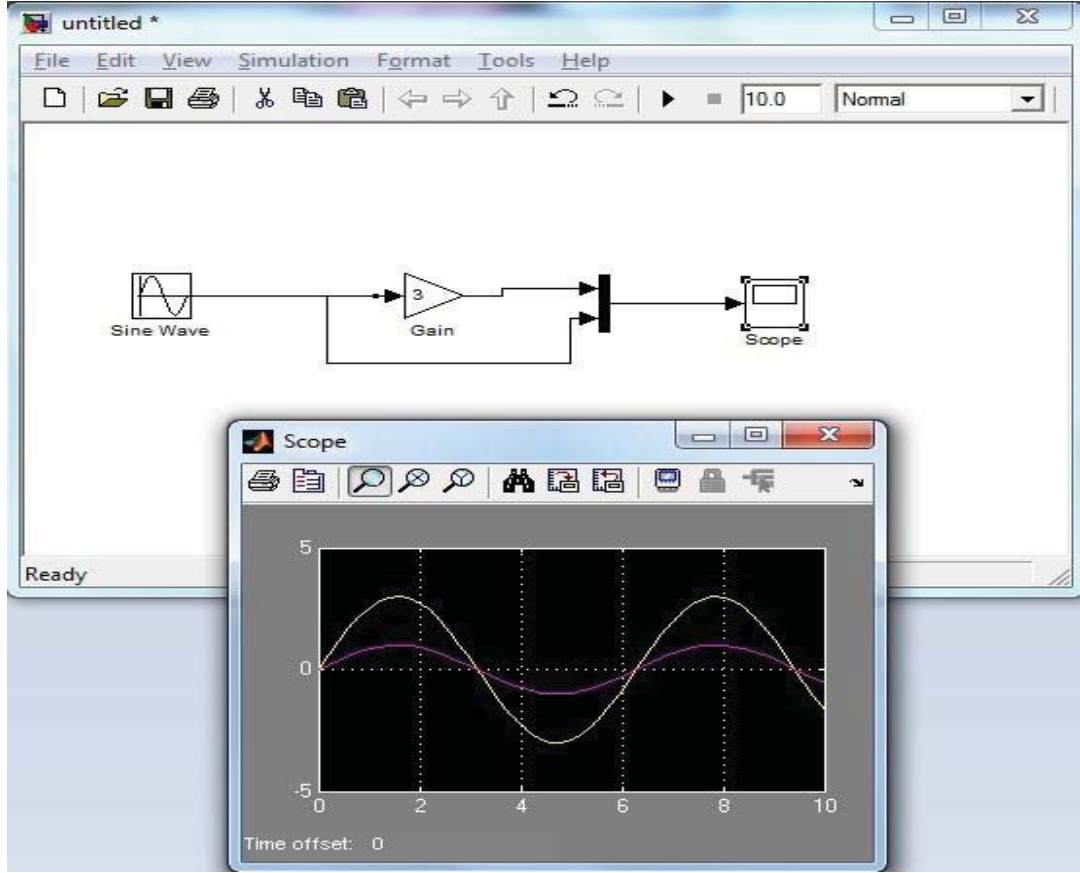 untitled *
File Edit View Simulation Format Tools Help
10.0 Normal
3
Sine Wave
Gain
Scope
Ready
Scope
5
0
-5
0 2 4 6 8 10
Time offset: 0